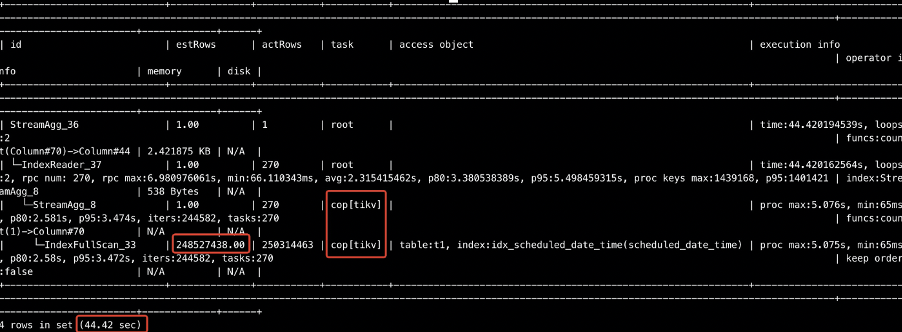 | id | estRows | actRows | task | access object | execution info
| operator i
nfo | memory | disk |
| StreamAgg_36 | 1.00 | 1 | root | | time:44.420194539s, loops
:2 | funcs:count
t(Column#70)->Column#44 | 2.421875 KB | N/A |
| └─IndexReader_37 | 1.00 | 270 | root | | time:44.420162564s, loops
:2, rpc num: 270, rpc max:6.980976061s, min:66.110343ms, avg:2.315415462s, p80:3.380538389s, p95:5.498459315s, proc keys max:1439168, p95:1401421 | index:Stre
eamAgg_8 | 538 Bytes | N/A |
| └─StreamAgg_8 | 1.00 | 270 | cop[tikv] | | proc max:5.076s, min:65ms
, p80:2.581s, p95:3.474s, iters:244582, tasks:270 | funcs:coun
t(1)->Column#70 | N/A | N/A |
| └─IndexFullScan_33 | 248527438.00 | 250314463 | cop[tikv] | table:t1, index:idx_scheduled_date_time(scheduled_date_time) | proc max:5.075s, min:65ms
, p80:2.58s, p95:3.472s, iters:244582, tasks:270 | keep order
:false | N/A | N/A |
4 rows in set (44.42 sec)